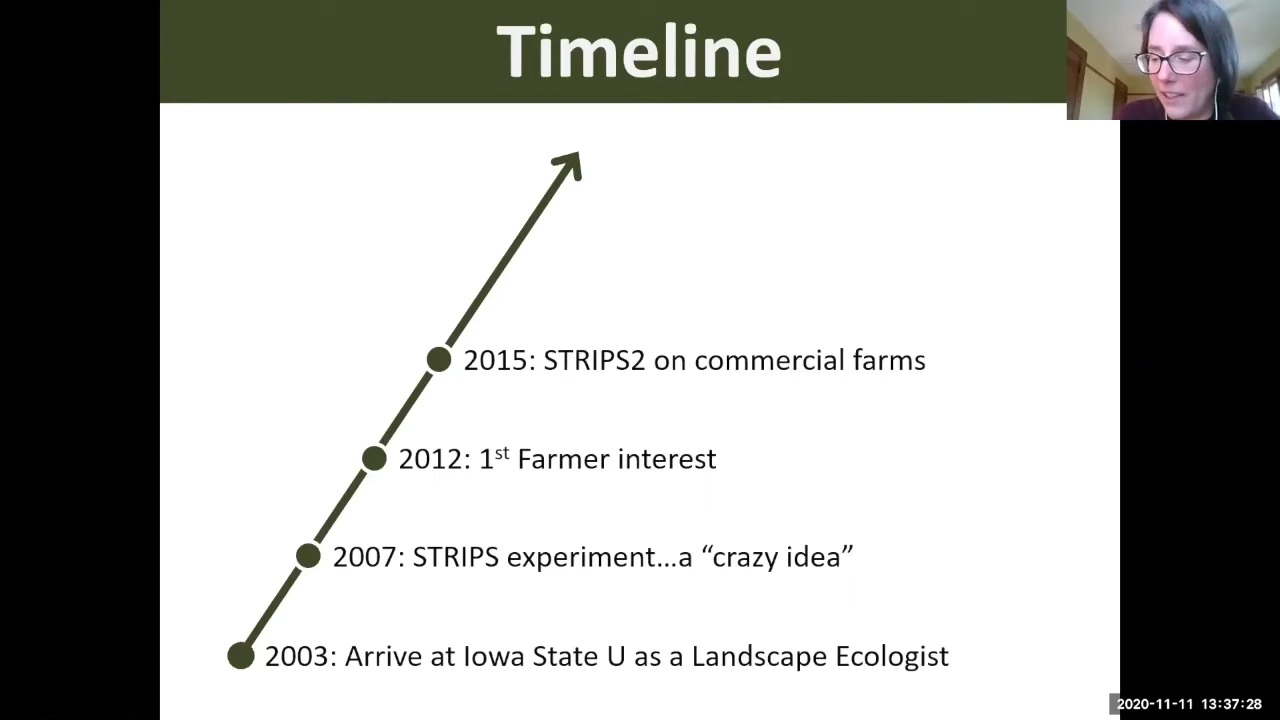 Timeline
2015: STRIPS2 on commercial farms
2012: 1st Farmer interest
2007: STRIPS experiment...a “crazy idea”
2003: Arrive at Iowa State U as a Landscape Ecologist
2020-11-11 13:37:28